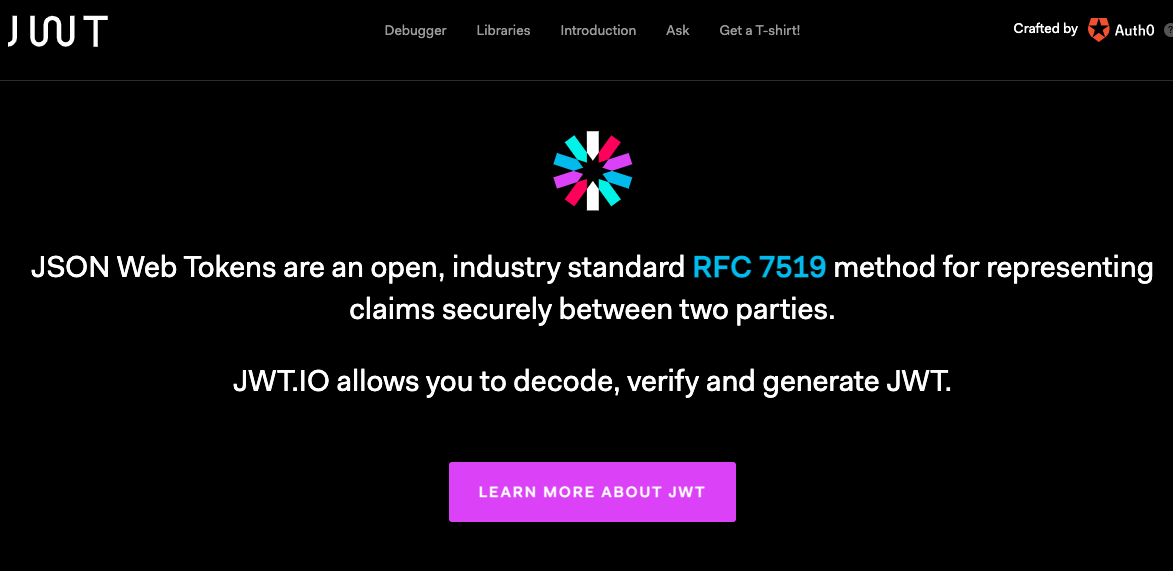 JWT
Debugger Libraries Introduction Ask Get a T-shirt!
Crafted by Auth0 ?
JSON Web Tokens are an open, industry standard RFC 7519 method for representing
claims securely between two parties.
JWT.IO allows you to decode, verify and generate JWT.
LEARN MORE ABOUT JWT